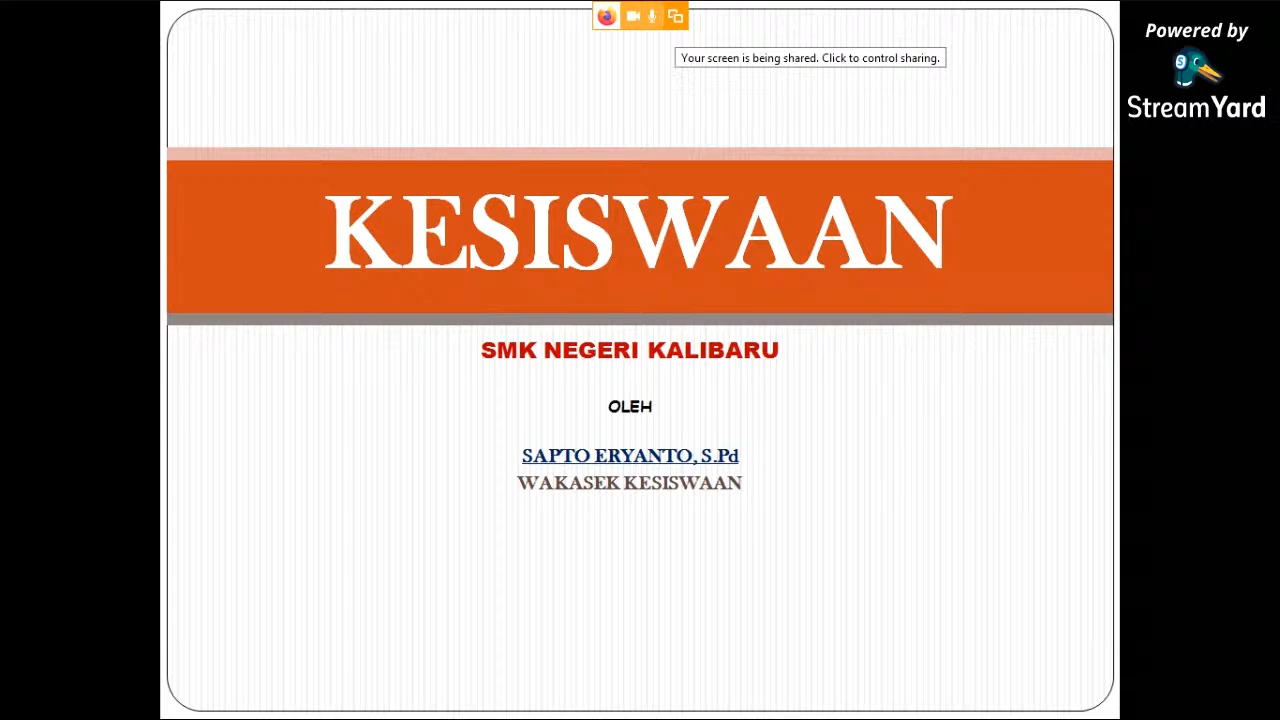 Your screen is being shared. Click to control sharing.
Powered by
StreamYard
KESISWAAN
SMK NEGERI KALIBARU
OLEH
SAPTO ERYANTO, S.Pd
WAKASEK KESISWAAN